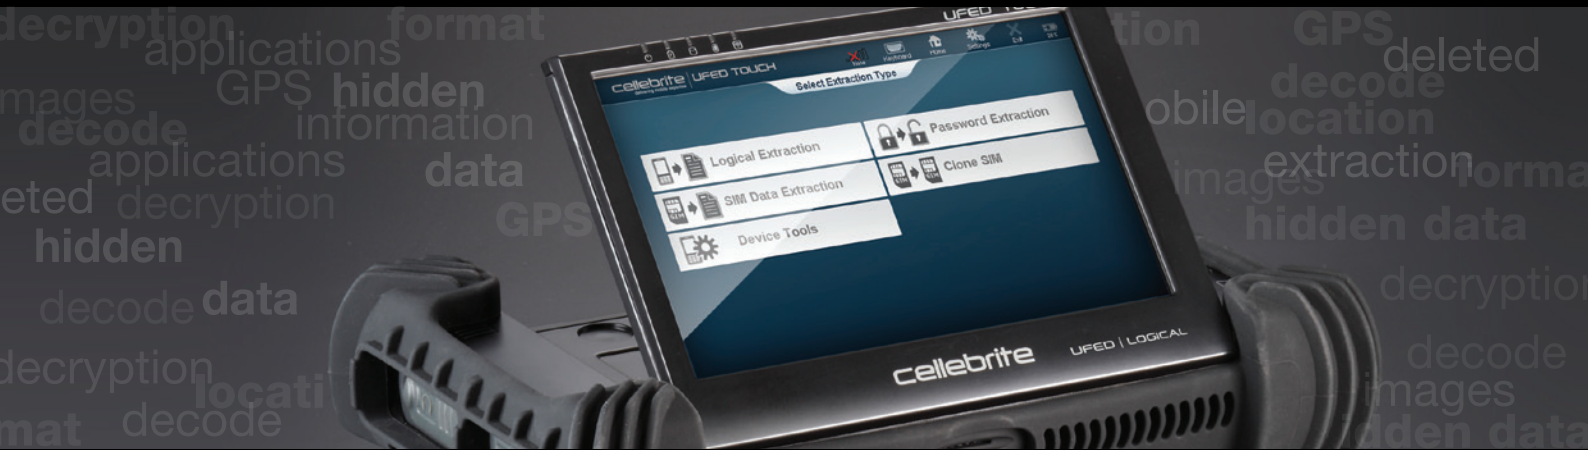 decryption
format
applications
GPS hidden
images
decode
information
applications
data
eted decryption
GPS
hidden
decode data
decryption
locati
decode
mat
UFED
cellebrite | UFED TOUCH
Keyboard
Home
Settings
Exit
Select Extraction Type
Logical Extraction
Password Extraction
SIM Data Extraction
Clone SIM
Device Tools
cellebrite
UFED | LOGICAL
tion
GPS
deleted
decode
obile location
extraction
images
forma
hidden data
decryptio
decode
images
dden data